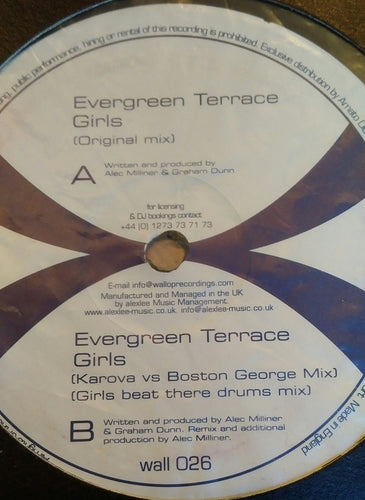 ing, public performance, hiring or rental of this recording is prohibited. Exclusive distribution by Amato
Evergreen Terrace
Girls
(Original mix)
A
Written and produced by
Alec Milliner & Graham Dunn
for licensing
& DJ bookings contact
+44 (0) 1273 73 71 73
E-mail info@walloprecordings.com
Manufactured and Managed in the UK
by alexlee Music Management.
www.alexlee-music.co.uk. info@alexlee-music.co.uk
Evergreen Terrace
Girls
(Karova vs Boston George Mix)
(Girls beat there drums mix)
B
Written and produced by Alec Milliner
& Graham Dunn. Remix and additional
production by Alec Milliner.
wall 026
Made in England